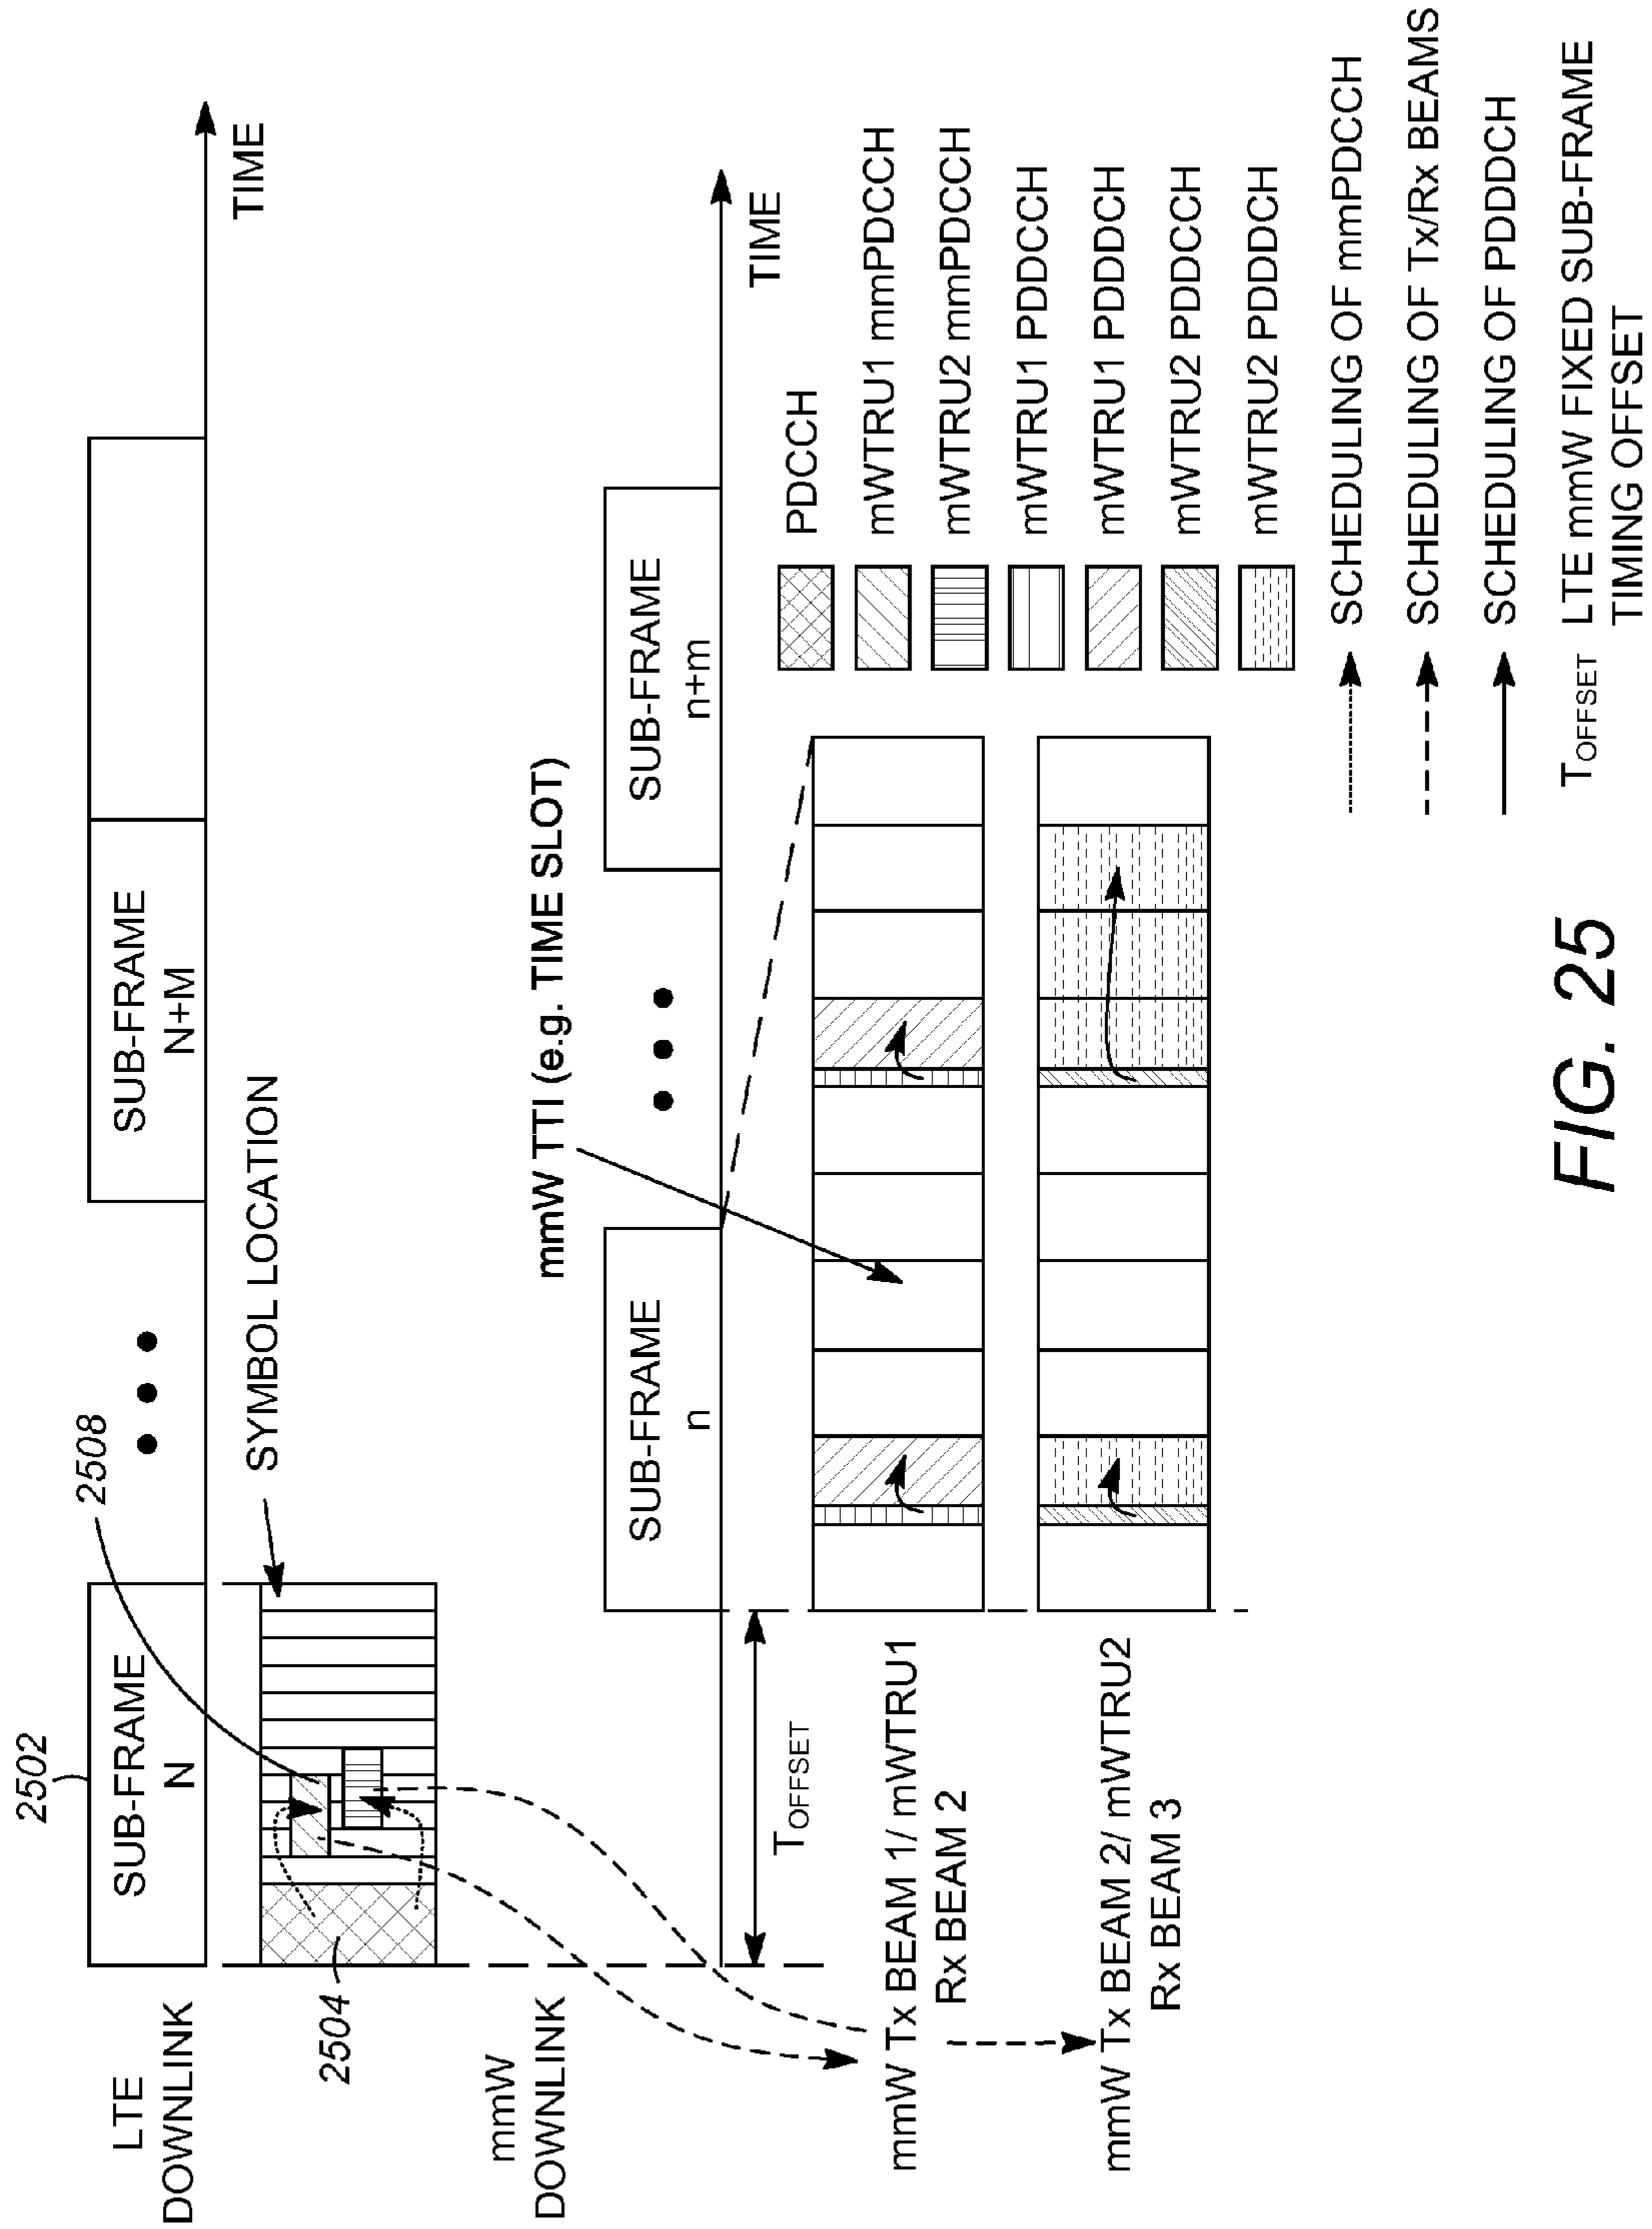 LTE
DOWNLINK
2502
SUB-FRAME
N
2508
SUB-FRAME
N+M
TIME
2504
SYMBOL LOCATION
mmW
DOWNLINK
mmW TTI (e.g. TIME SLOT)
SUB-FRAME
n
SUB-FRAME
n+m
TIME
TOFFSET
mmW Tx BEAM 1/ mWTRU1
Rx BEAM 2
mmW Tx BEAM 2/ mWTRU2
Rx BEAM 3
PDCCH
mWTRU1 mmPDCCH
mWTRU2 mmPDCCH
mWTRU1 PDDCCH
mWTRU1 PDDDCH
mWTRU2 PDDCCH
mWTRU2 PDDDCH
SCHEDULING OF mmPDCCH
SCHEDULING OF Tx/Rx BEAMS
SCHEDULING OF PDDDCH
TOFFSET LTE mmW FIXED SUB-FRAME
TIMING OFFSET
FIG. 25